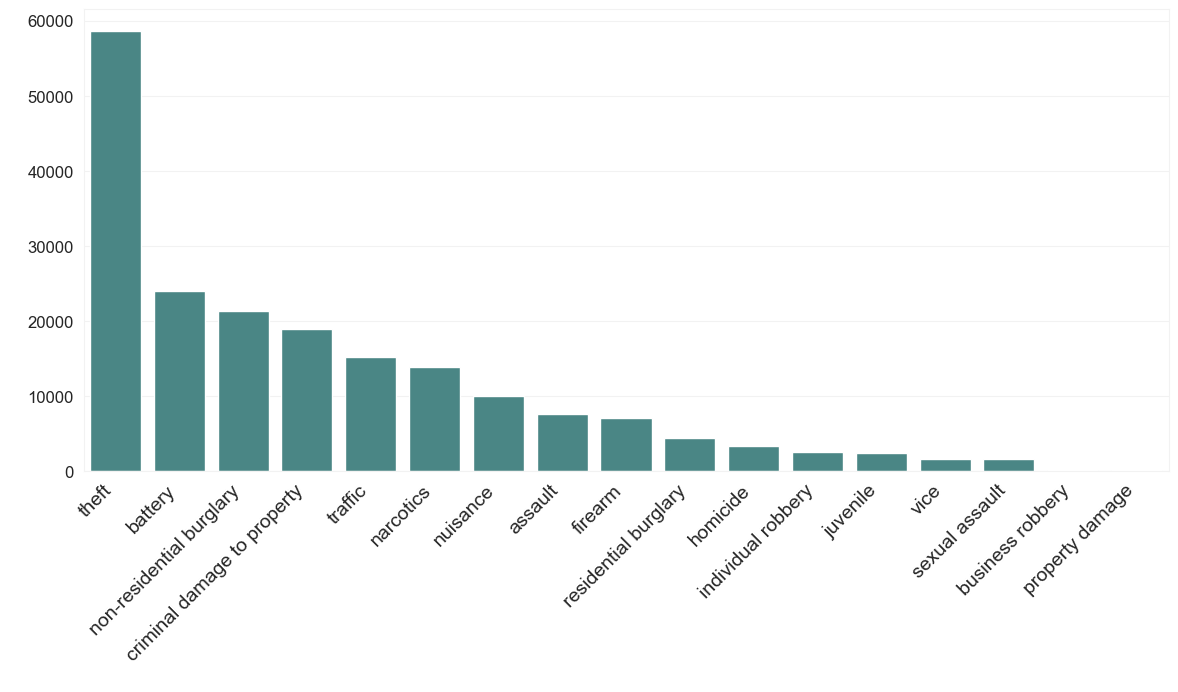 60000
50000
40000
30000
20000
10000
0
theft
battery
non-residential burglary
criminal damage to property
traffic
narcotics
nuisance
assault
firearm
residential burglary
homicide
individual robbery
juvenile
vice
sexual assault
business robbery
property damage